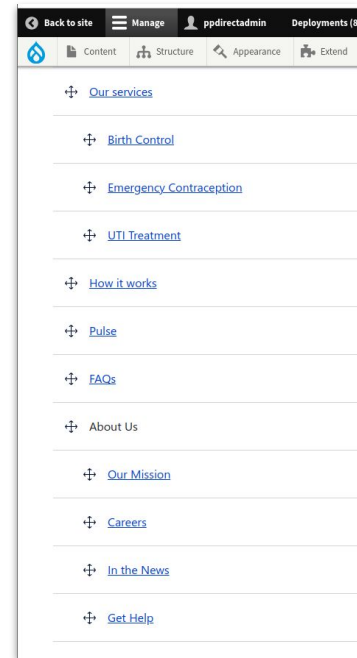 Back to site Manage ppdirectadmin Deployments (8
Content Structure Appearance Extend
Our services
Birth Control
Emergency Contraception
UTI Treatment
How it works
Pulse
FAQs
About Us
Our Mission
Careers
In the News
Get Help